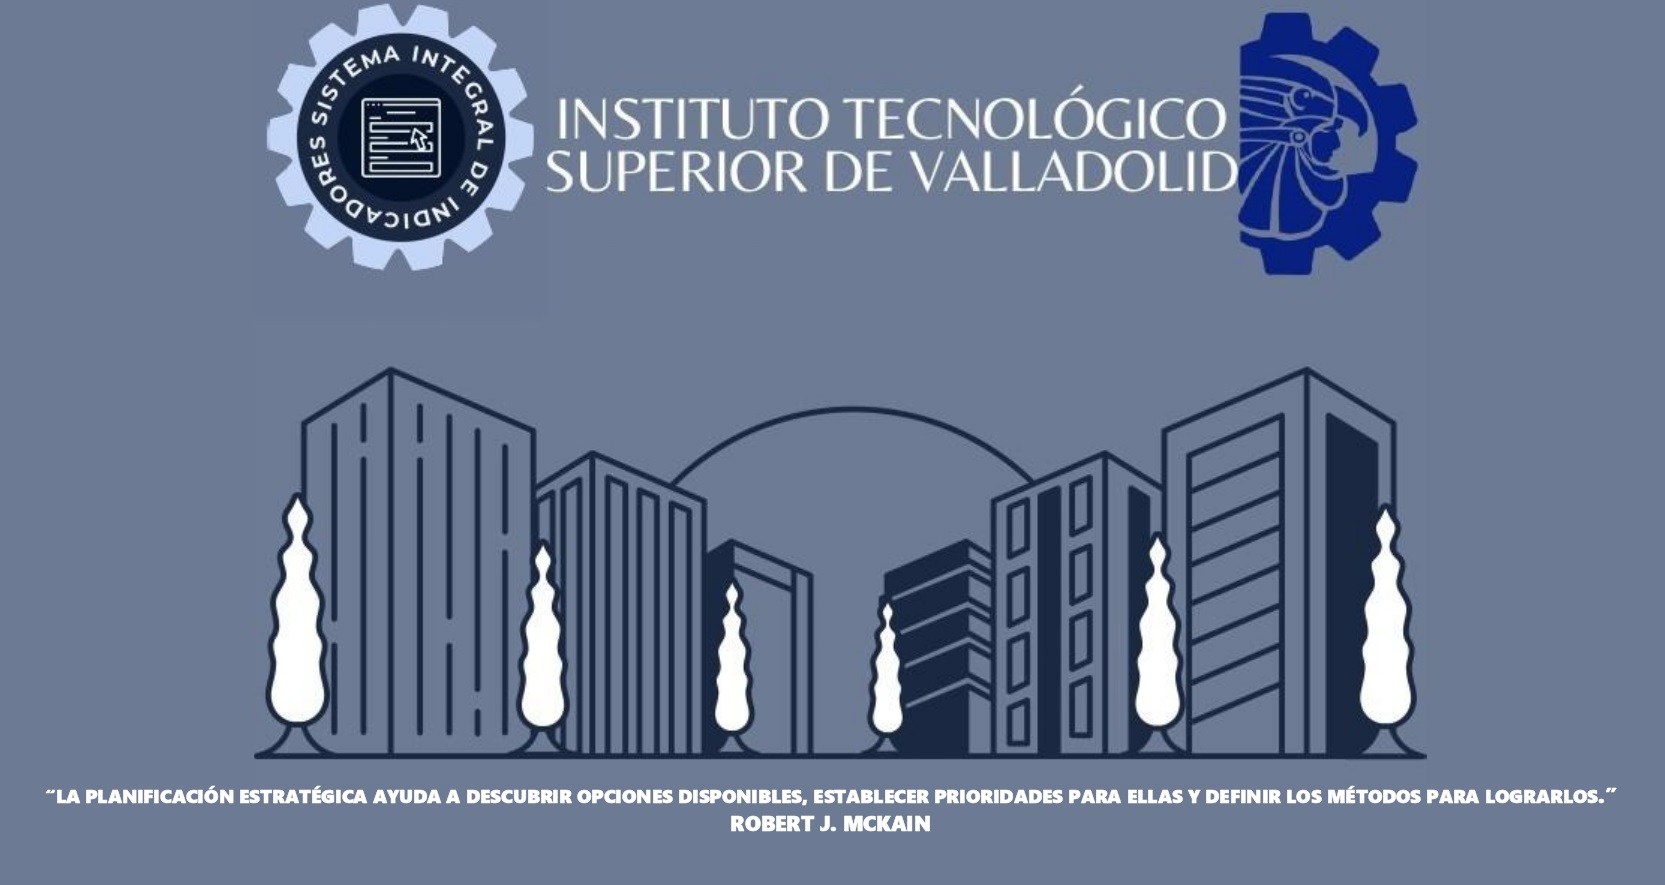 SISTEMA INTEGRAL DE INDICADORES
INSTITUTO TECNOLÓGICO
SUPERIOR DE VALLADOLID
“LA PLANIFICACIÓN ESTRATÉGICA AYUDA A DESCUBRIR OPCIONES DISPONIBLES, ESTABLECER PRIORIDADES PARA ELLAS Y DEFINIR LOS MÉTODOS PARA LOGRARLOS.”
ROBERT J. MCKAIN